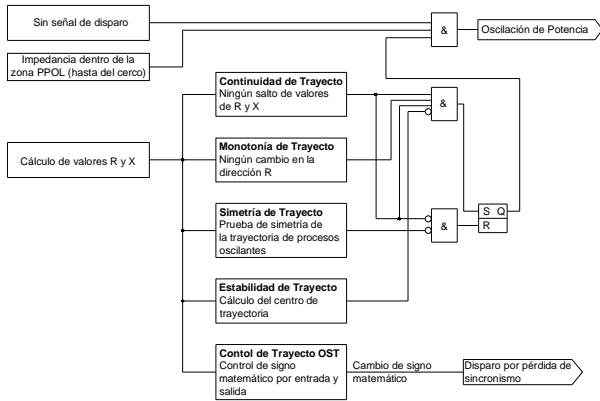 Sin señal de disparo
&
Oscilación de Potencia
Impedancia dentro de la
zona PPOL (hasta del cerco)
Continuidad de Trayecto
Ningún salto de valores
de R y X
&
Cálculo de valores R y X
Monotonía de Trayecto
Ningún cambio en la
dirección R
Simetría de Trayecto
Prueba de simetría de
la trayectoria de procesos
oscilantes
&
S Q
R
Estabilidad de Trayecto
Cálculo del centro de
trayectoria
Contol de Trayecto OST
Control de signo
matemático por entrada y
salida
Cambio de signo
matemático
Disparo por pérdida de
sincronismo